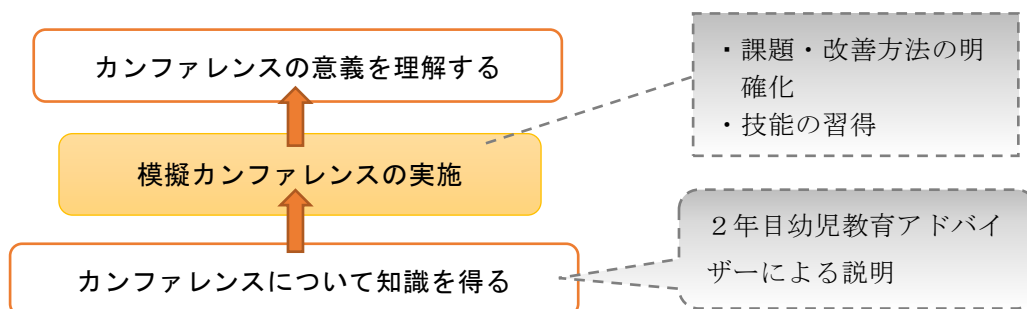 カンファレンスの意義を理解する
・課題・改善方法の明
確化
・技能の習得
模擬カンファレンスの実施
２年目幼児教育アドバイ
ザーによる説明
カンファレンスについて知識を得る